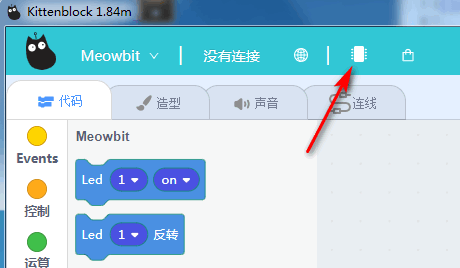 Kittenblock 1.84m
Meowbit 没有连接
代码 造型 声音 连线
Events
控制
运算
Meowbit
Led 1 on
Led 1 反转